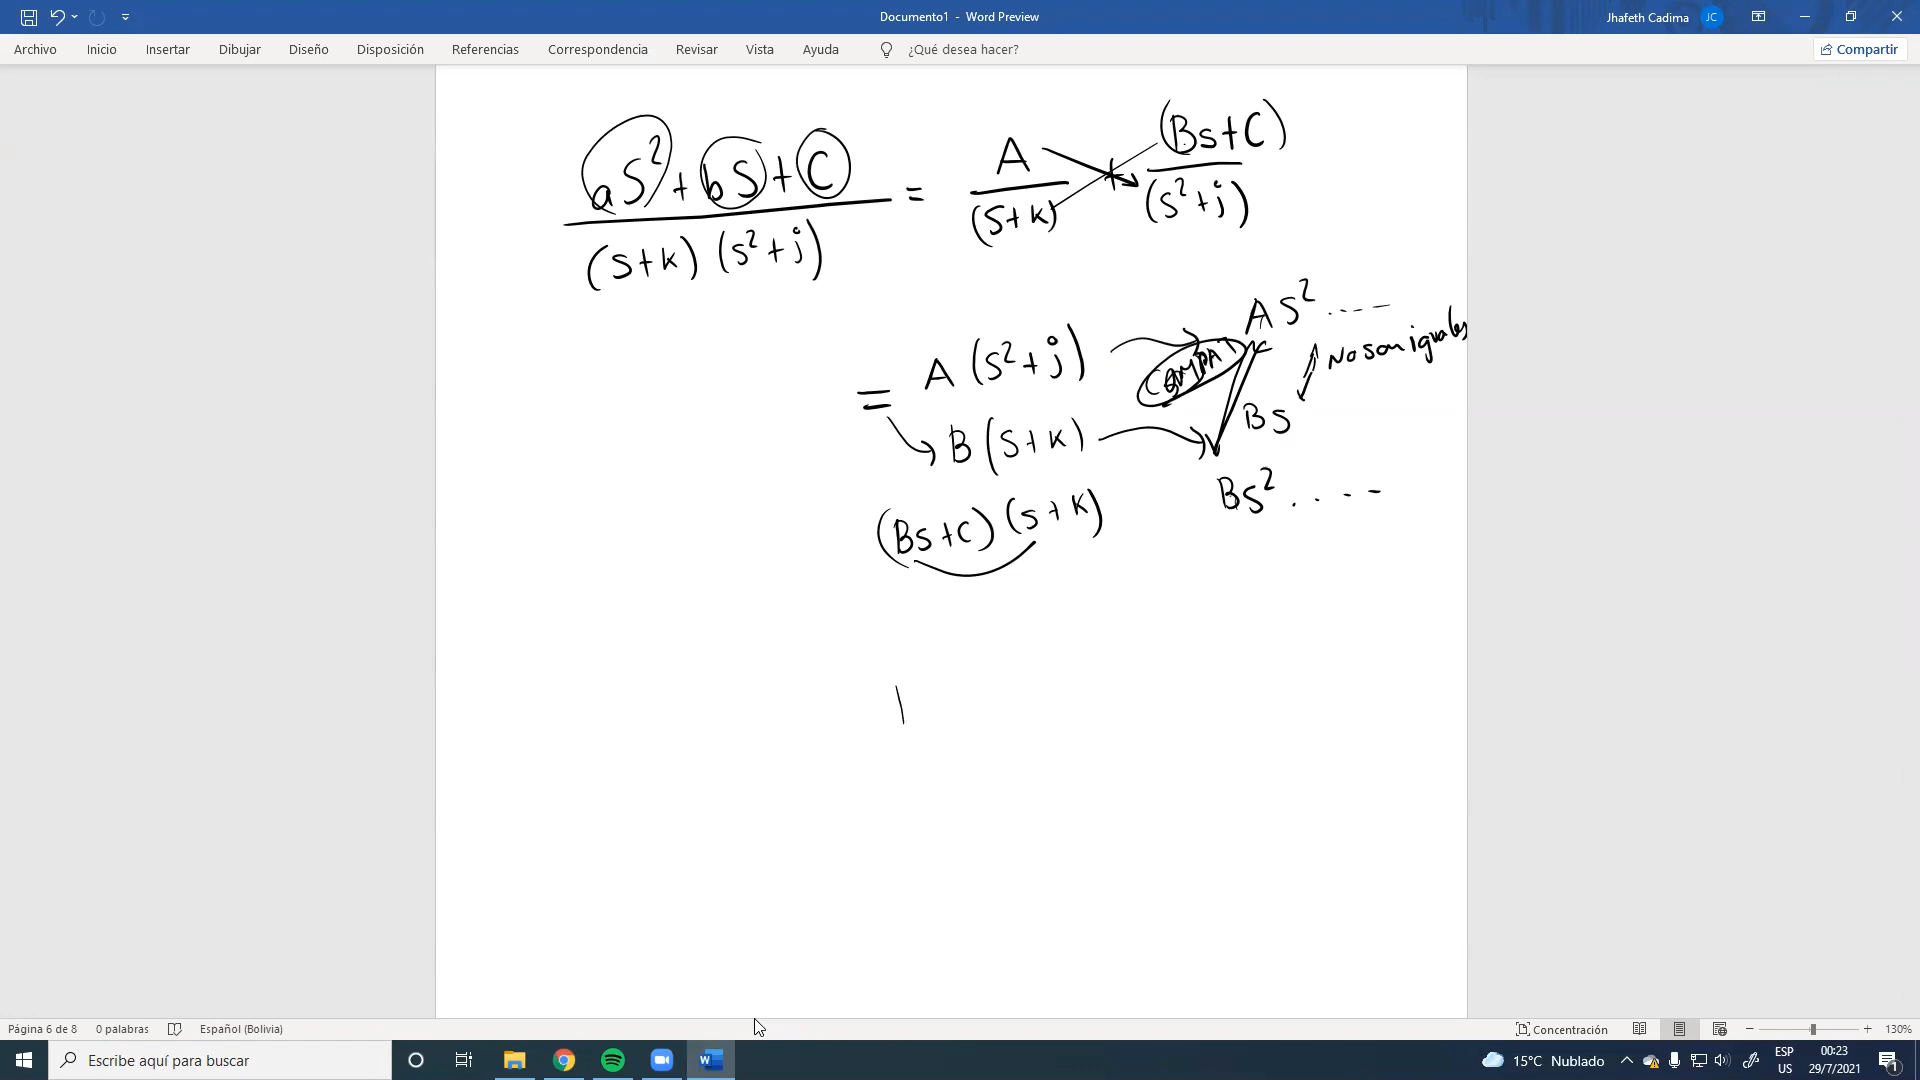 Documento1 - Word Preview
Jhafeth Cadima JC
Archivo Inicio Insertar Dibujar Diseño Disposición Referencias Correspondencia Revisar Vista Ayuda ¿Qué desea hacer? Compartir
aS² + bS + C = A (Bs+C)
(s+k) (s²+j) (S+k) (s²+j)
AS² ..---
No son iguales
= A (S²+j)
BS
B (S+k)
BS² ..---
(Bs+C) (s+k)
Página 6 de 8 0 palabras Español (Bolivia) Concentración 130%
Escribe aquí para buscar 15°C Nublado ESP 00:23
US 29/7/2021 1